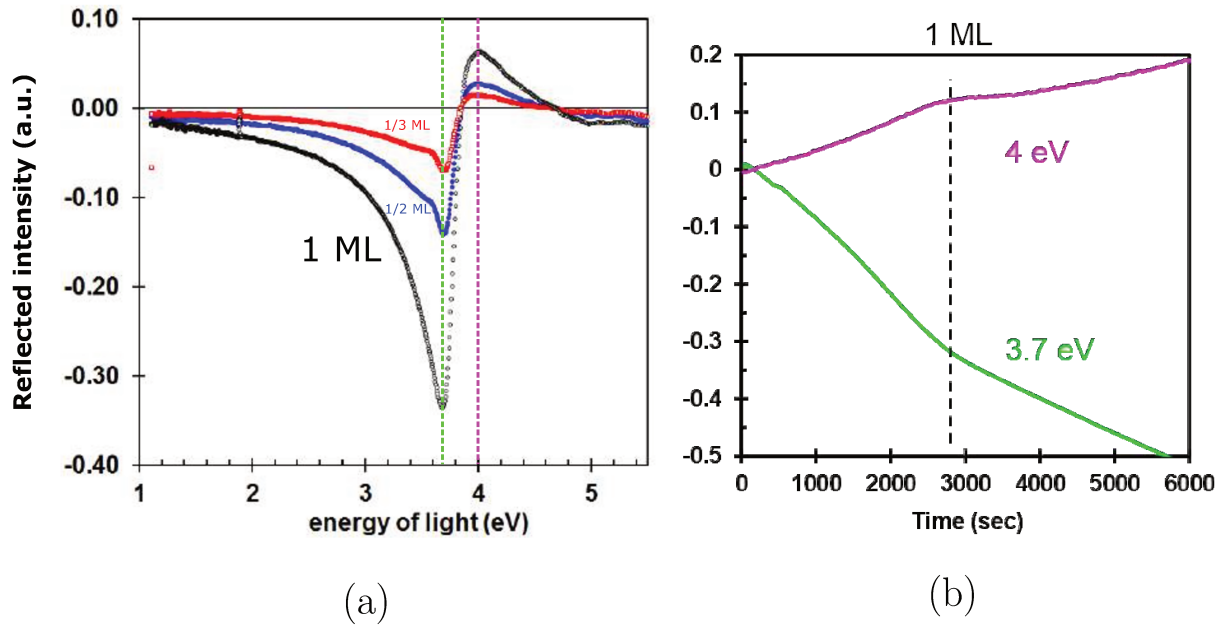 Reflected intensity (a.u.)
0.10
0.00
-0.10
-0.20
-0.30
-0.40
1/3 ML
1/2 ML
1 ML
1 2 3 4 5
energy of light (eV)
(a)
1 ML
0.2
0.1
0
-0.1
-0.2
-0.3
-0.4
-0.5
4 eV
3.7 eV
0 1000 2000 3000 4000 5000 6000
Time (sec)
(b)